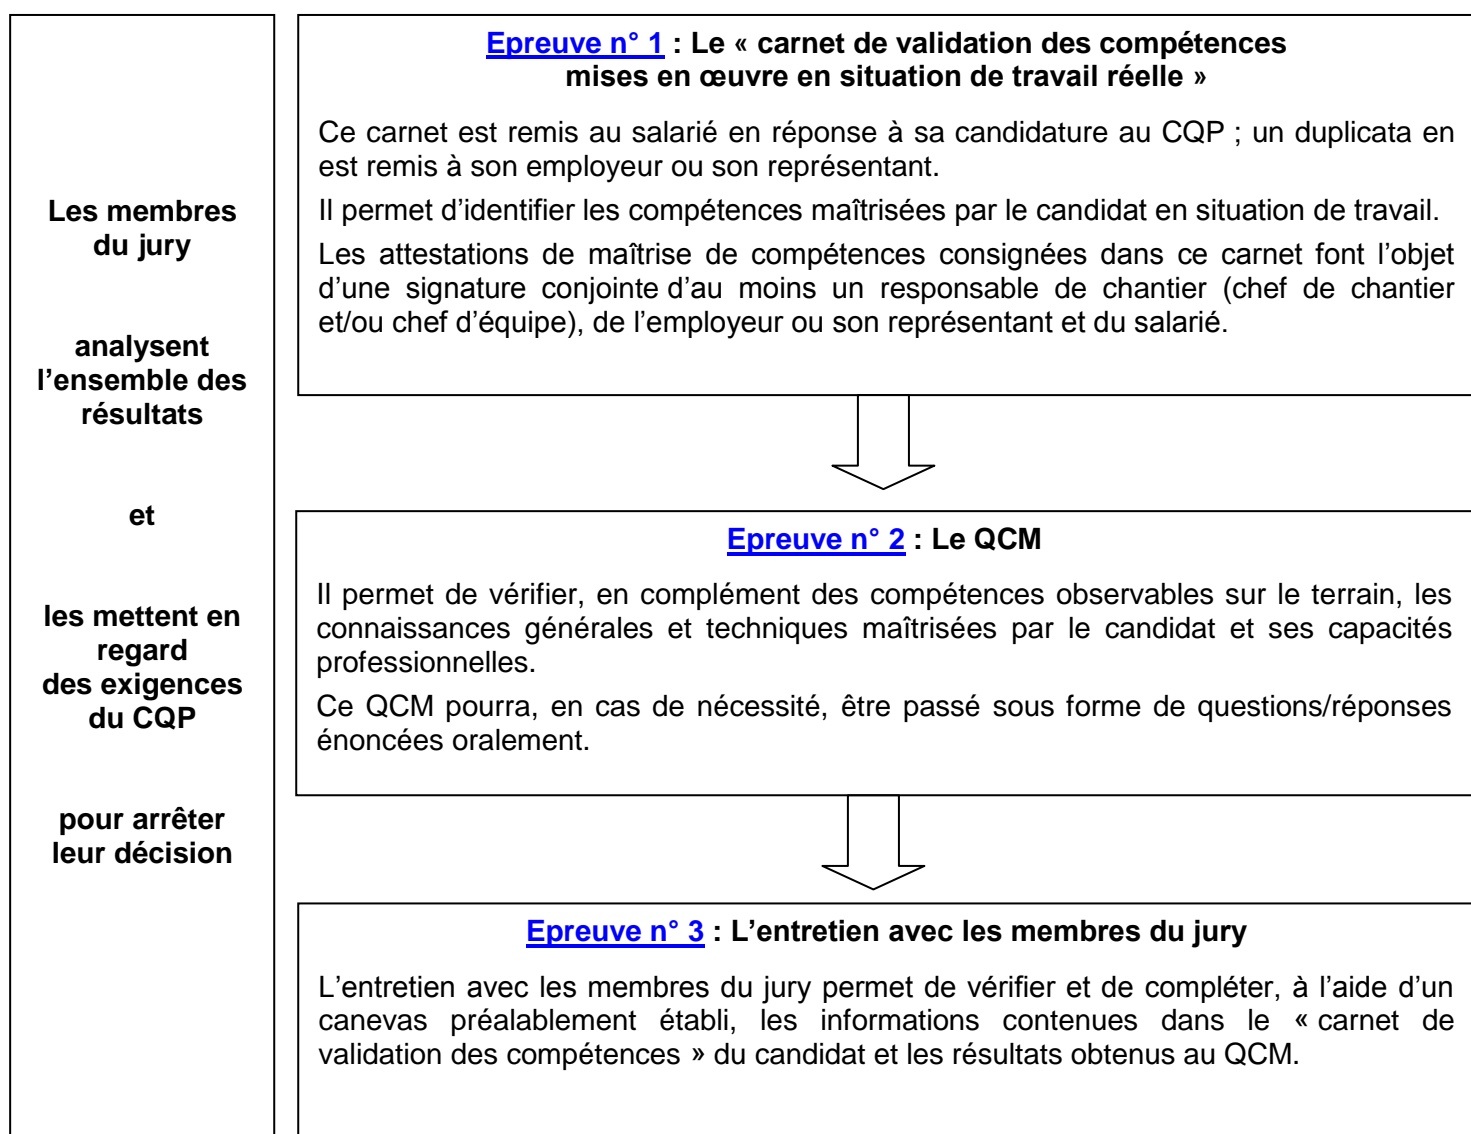 Les membres
du jury
analysent
l'ensemble des
résultats
et
les mettent en
regard
des exigences
du CQP
pour arrêter
leur décision
Epreuve n° 1 : Le « carnet de validation des compétences
mises en œuvre en situation de travail réelle »
Ce carnet est remis au salarié en réponse à sa candidature au CQP ; un duplicata en
est remis à son employeur ou son représentant.
Il permet d'identifier les compétences maîtrisées par le candidat en situation de travail.
Les attestations de maîtrise de compétences consignées dans ce carnet font l'objet
d'une signature conjointe d'au moins un responsable de chantier (chef de chantier
et/ou chef d'équipe), de l'employeur ou son représentant et du salarié.
Epreuve n° 2 : Le QCM
Il permet de vérifier, en complément des compétences observables sur le terrain, les
connaissances générales et techniques maîtrisées par le candidat et ses capacités
professionnelles.
Ce QCM pourra, en cas de nécessité, être passé sous forme de questions/réponses
énoncées oralement.
Epreuve n° 3 : L'entretien avec les membres du jury
L'entretien avec les membres du jury permet de vérifier et de compléter, à l'aide d'un
canevas préalablement établi, les informations contenues dans le « carnet de
validation des compétences » du candidat et les résultats obtenus au QCM.